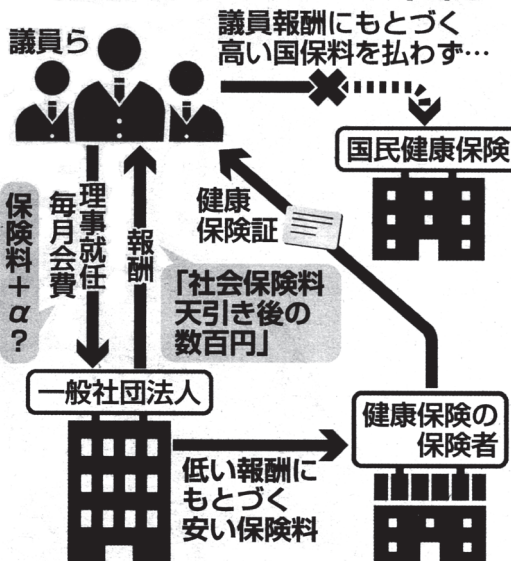 議員ら
議員報酬にもとづく
高い国保料を払わず…
国民健康保険
健康
保険証
理事就任
毎月会費
保険料＋α？
報酬
「社会保険料
天引き後の
数百円」
一般社団法人
健康保険の
保険者
低い報酬に
もとづく
安い保険料